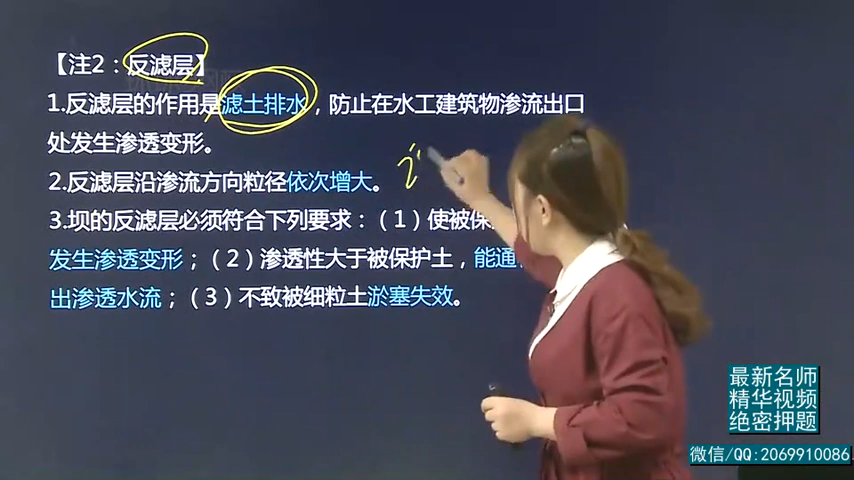 【注2：反滤层】
1.反滤层的作用是滤土排水，防止在水工建筑物渗流出口
处发生渗透变形。
2.反滤层沿渗流方向粒径依次增大。
3.坝的反滤层必须符合下列要求：（1）使被保
发生渗透变形；（2）渗透性大于被保护土，能通
出渗透水流；（3）不致被细粒土淤塞失效。
最新名师
精华视频
绝密押题
微信/QQ:2069910086